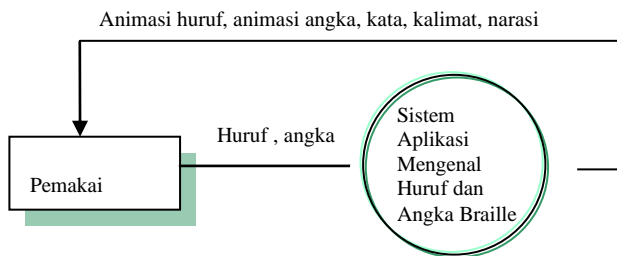 Animasi huruf, animasi angka, kata, kalimat, narasi
Huruf , angka
Pemakai
Sistem
Aplikasi
Mengenal
Huruf dan
Angka Braille